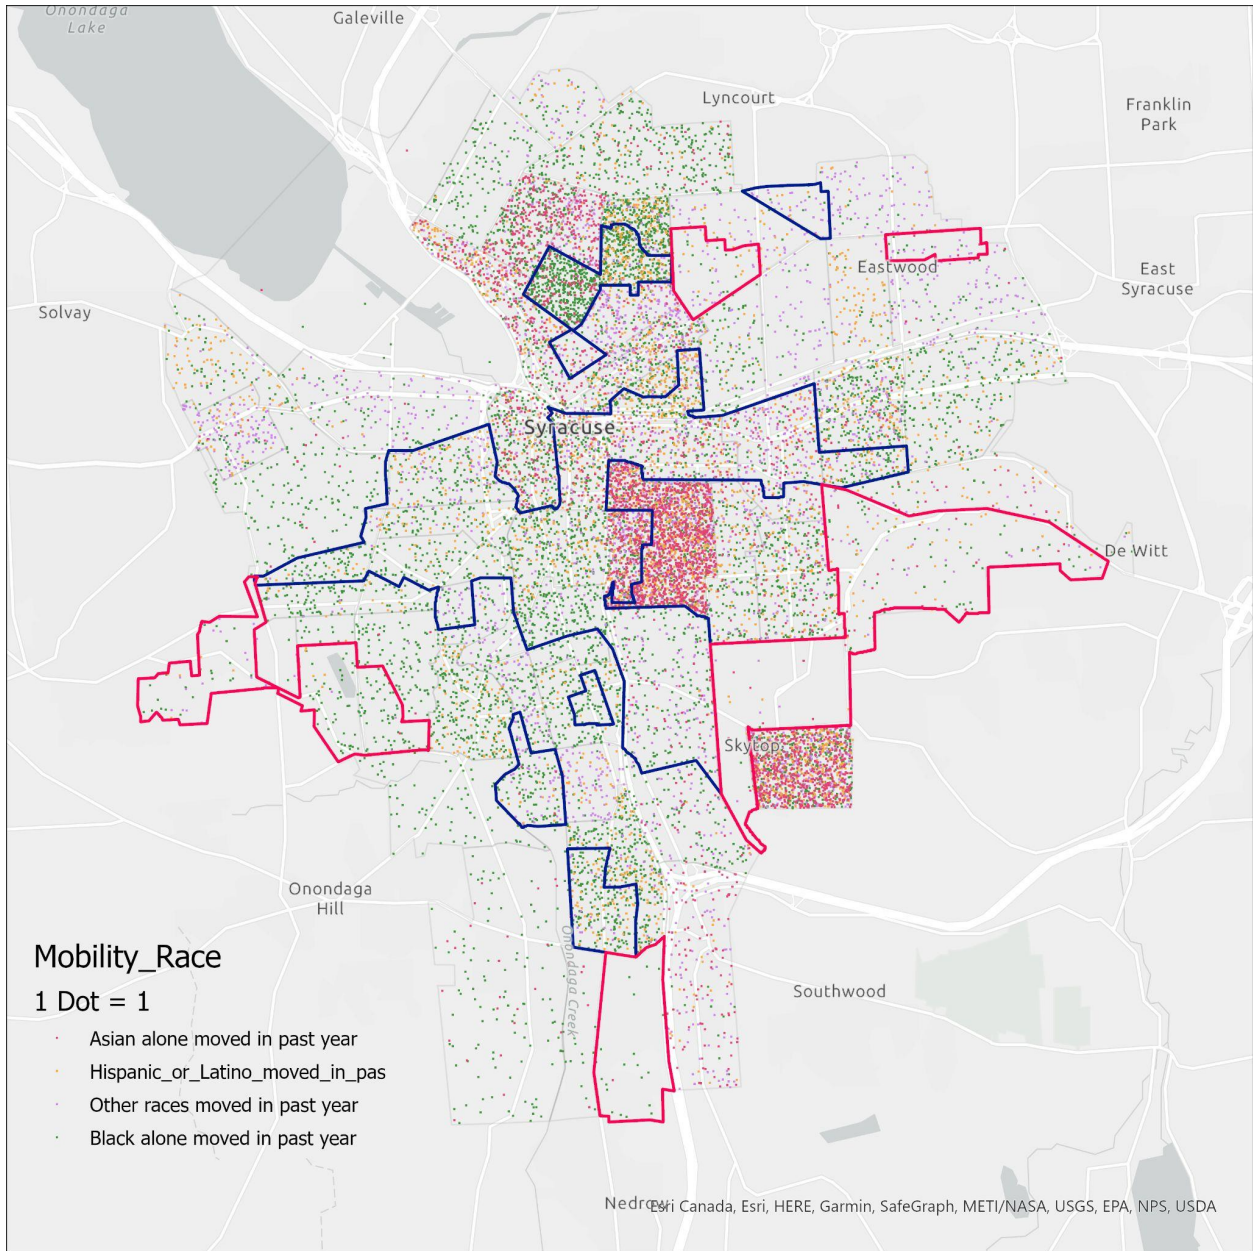 Onondaga
Lake
Galeville
Lyncourt
Franklin
Park
Eastwood
East
Syracuse
Solvay
Syracuse
De Witt
Skytop
Onondaga
Hill
Onondaga Creek
Southwood
Mobility_Race
1 Dot = 1
Asian alone moved in past year
Hispanic_or_Latino_moved_in_pas
Other races moved in past year
Black alone moved in past year
Nedrow
Esri Canada, Esri, HERE, Garmin, SafeGraph, METI/NASA, USGS, EPA, NPS, USDA